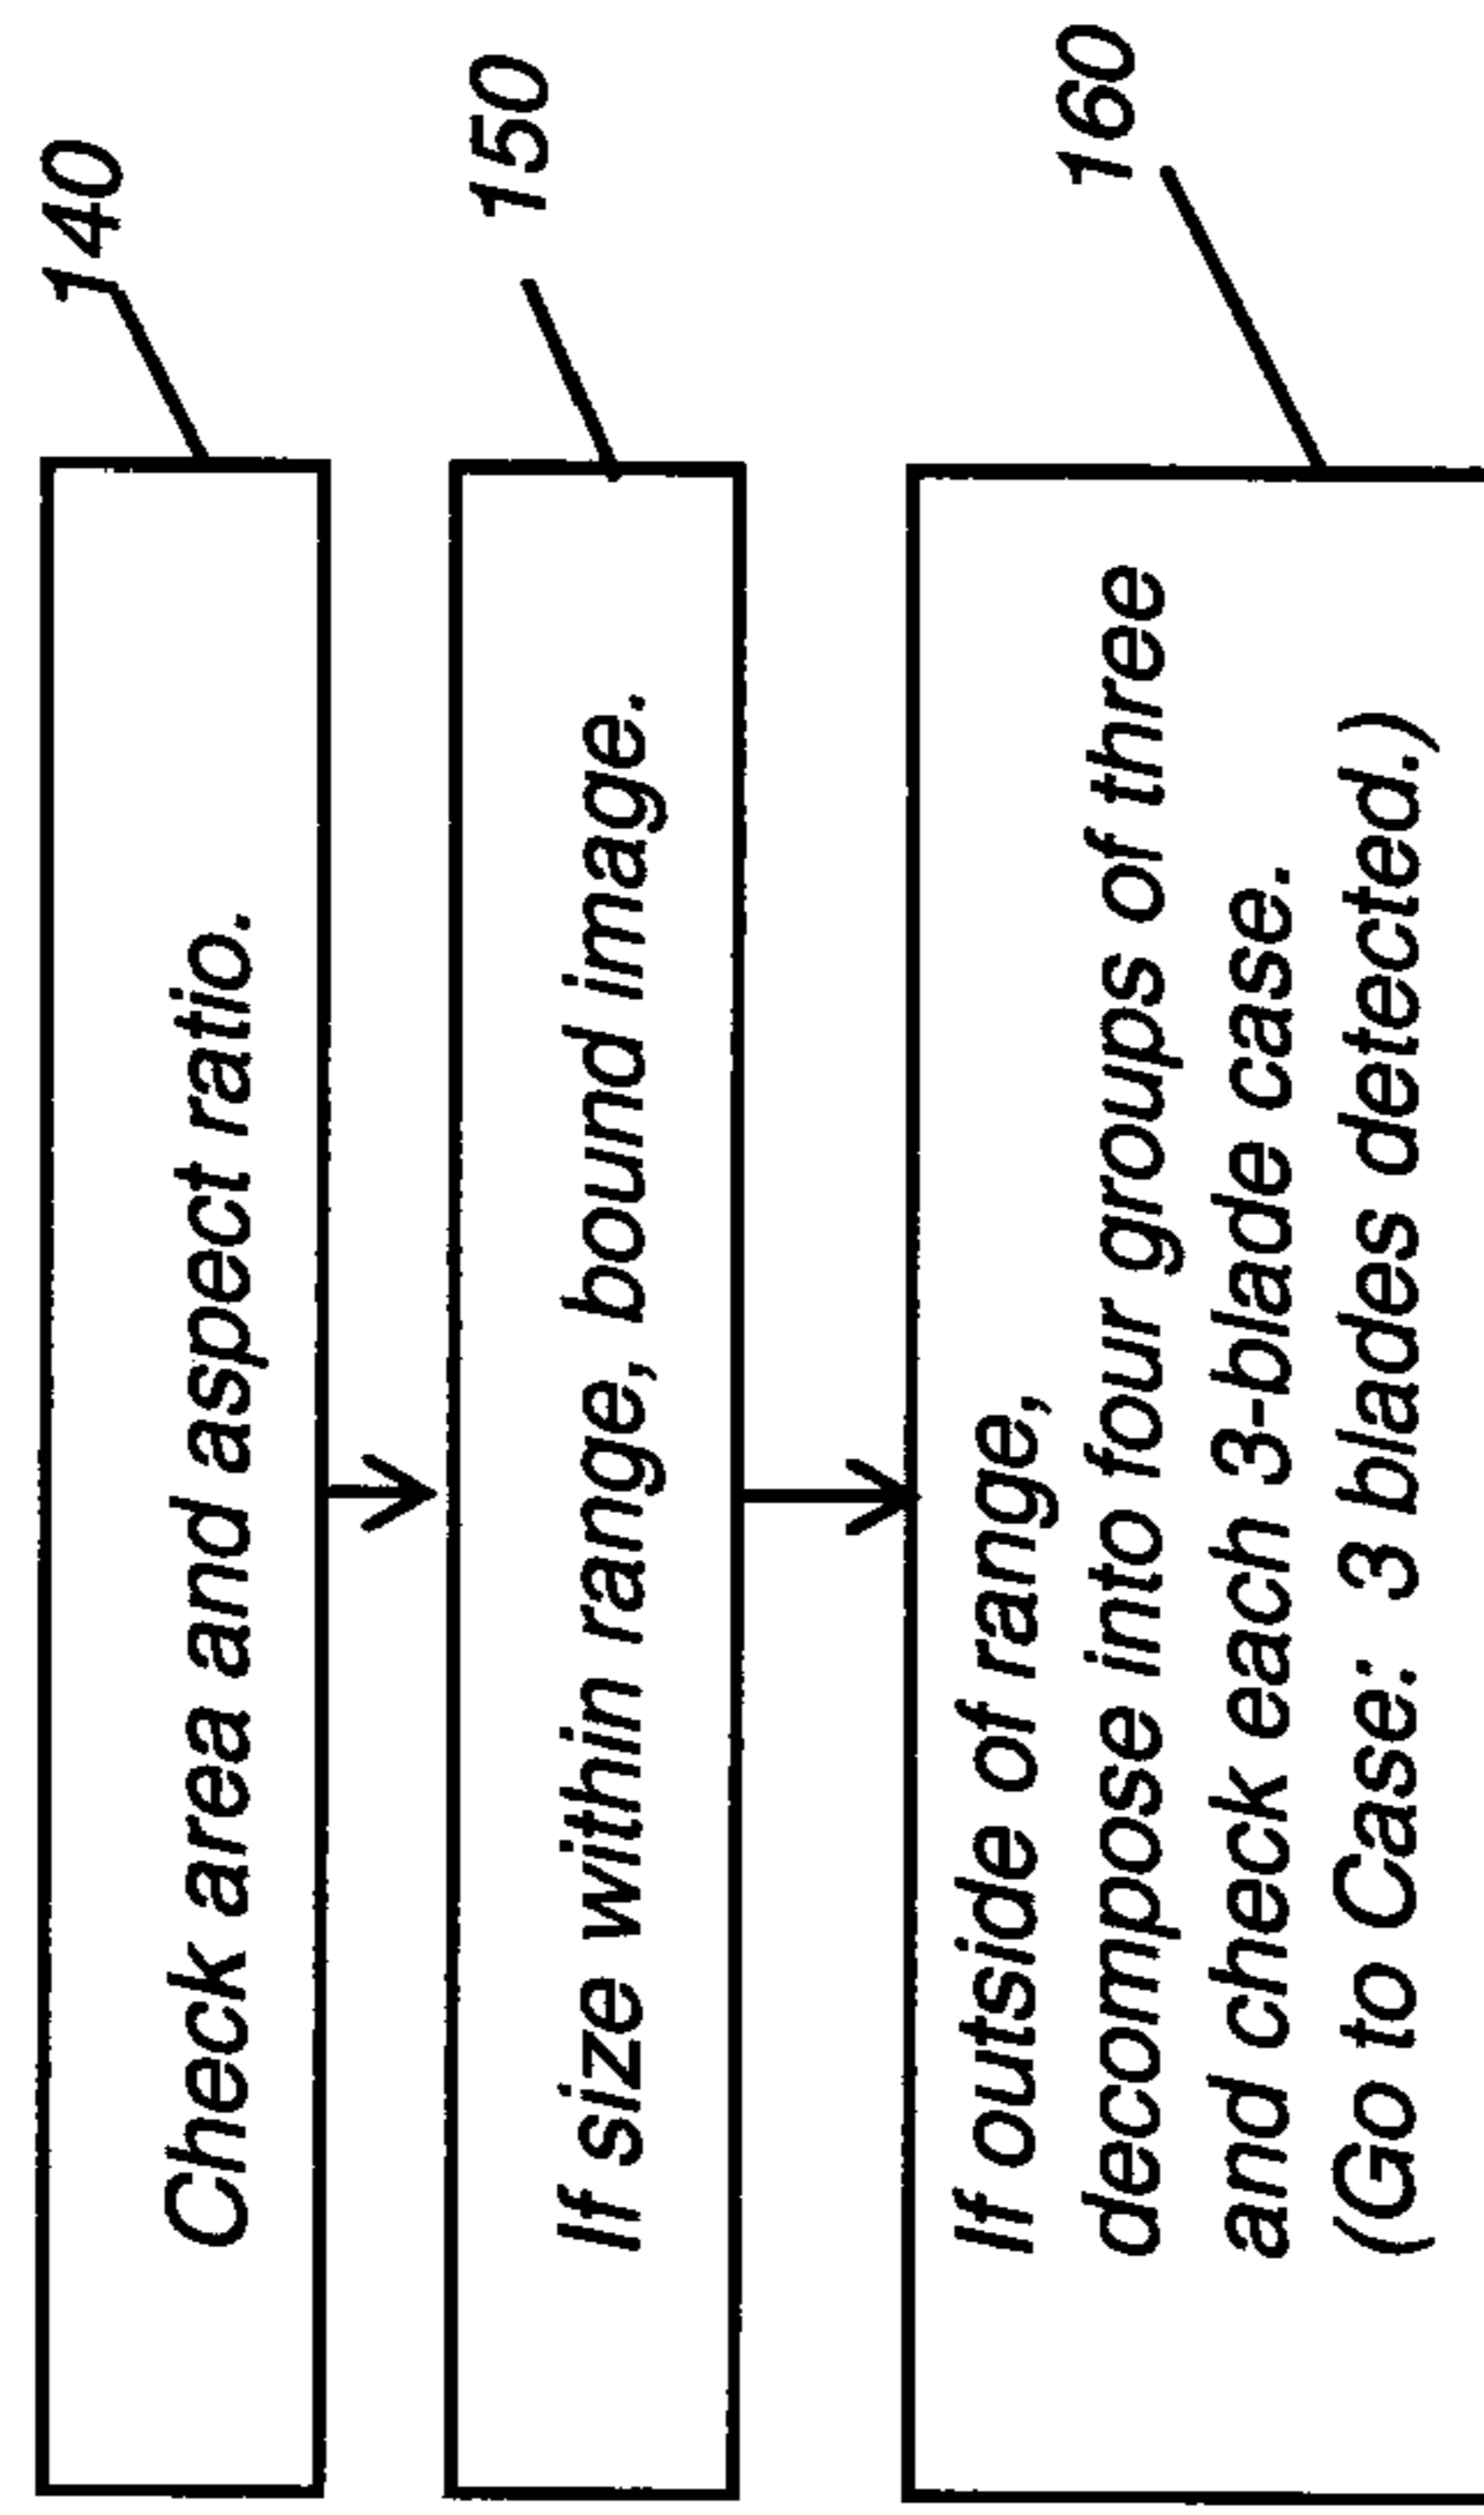 140
Check area and aspect ratio.
150
If size within range, bound image.
160
If outside of range,
decompose into four groups of three
and check each 3-blade case.
(Go to Case: 3 blades detected.)